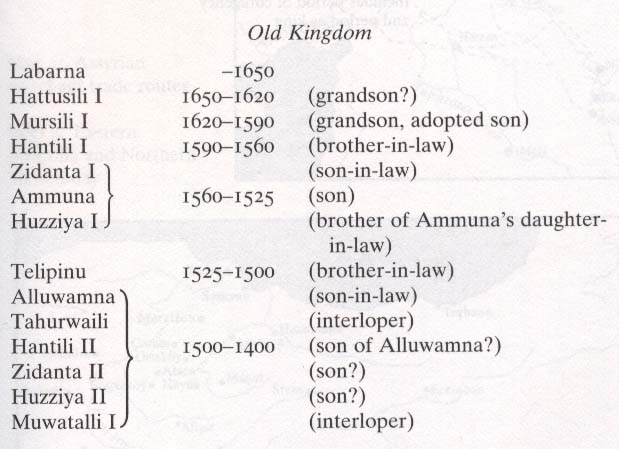 Old Kingdom
Labarna –1650
Hattusili I 1650–1620 (grandson?)
Mursili I 1620–1590 (grandson, adopted son)
Hantili I 1590–1560 (brother-in-law)
Zidanta I (son-in-law)
Ammuna 1560–1525 (son)
Huzziya I (brother of Ammuna's daughter-
in-law)
Telipinu 1525–1500 (brother-in-law)
Alluwamna (son-in-law)
Tahurwaili (interloper)
Hantili II 1500–1400 (son of Alluwamna?)
Zidanta II (son?)
Huzziya II (son?)
Muwatalli I (interloper)